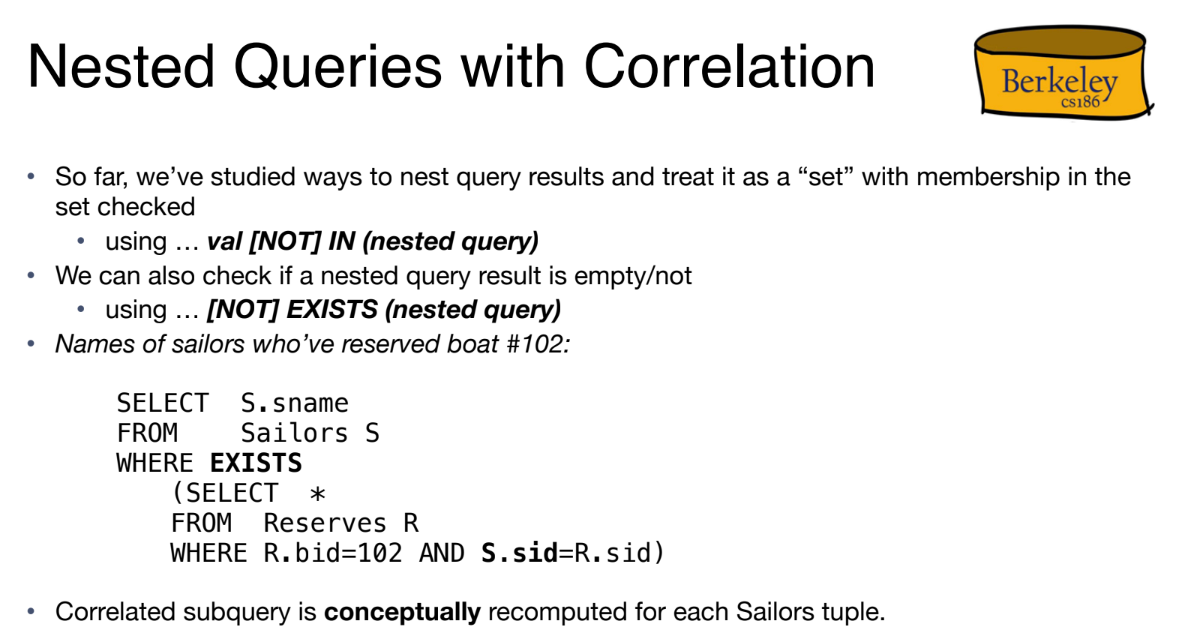 Nested Queries with Correlation
Berkeley
cs186
• So far, we’ve studied ways to nest query results and treat it as a “set” with membership in the
set checked
• using … val [NOT] IN (nested query)
• We can also check if a nested query result is empty/not
• using … [NOT] EXISTS (nested query)
• Names of sailors who’ve reserved boat #102:
SELECT  S.sname
FROM    Sailors S
WHERE EXISTS
(SELECT  *
FROM  Reserves R
WHERE R.bid=102 AND S.sid=R.sid)
• Correlated subquery is conceptually recomputed for each Sailors tuple.